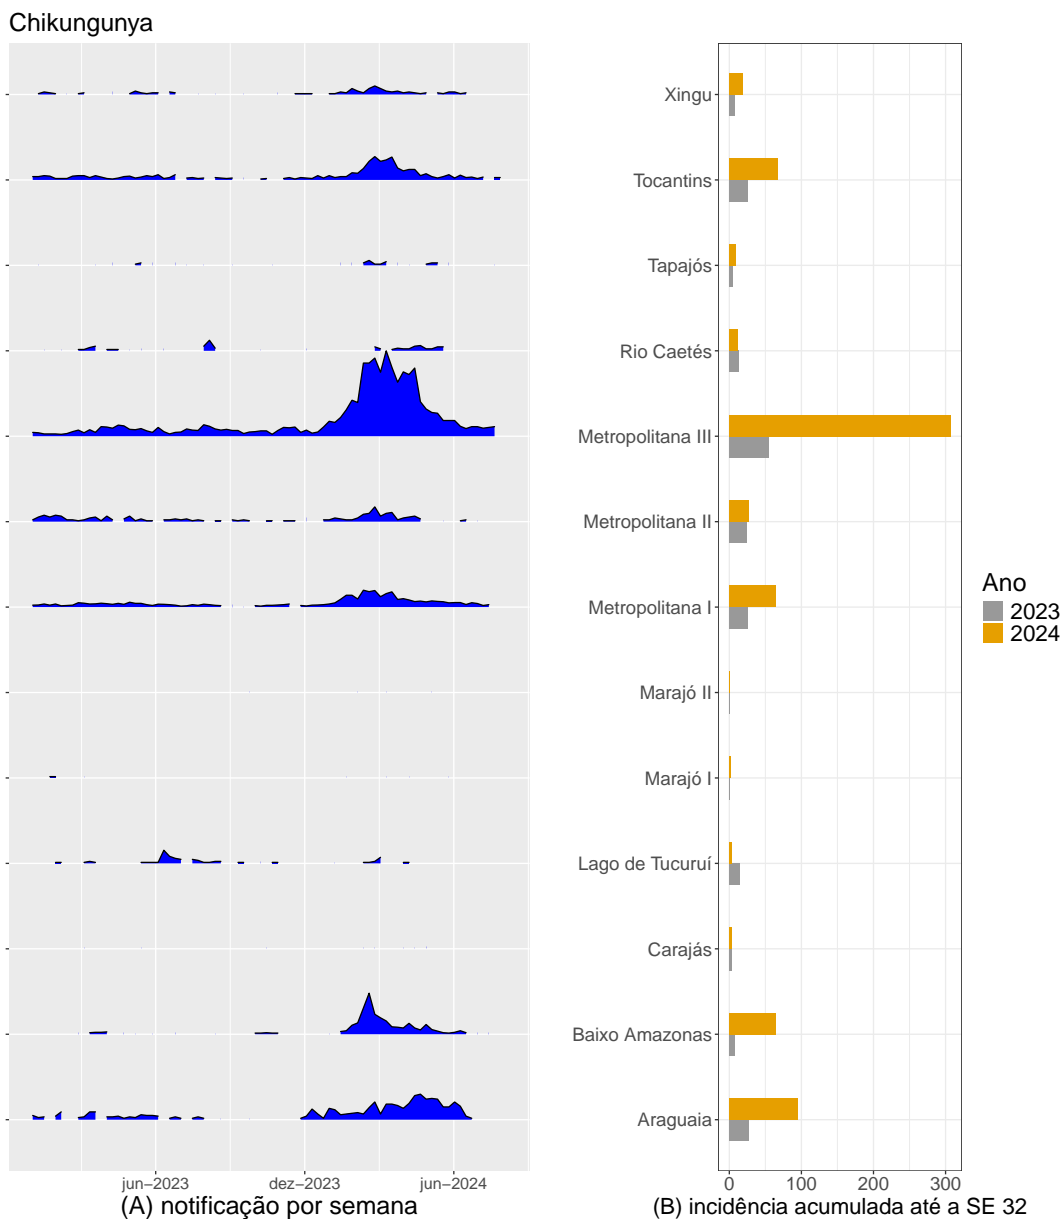 Chikungunya
Xingu
Tocantins
Tapajós
Rio Caetés
Metropolitana III
Metropolitana II
Metropolitana I
Marajó II
Marajó I
Lago de Tucuruí
Carajás
Baixo Amazonas
Araguaia
jun−2023 dez−2023 jun−2024
(A) notificação por semana
0 100 200 300
(B) incidência acumulada até a SE 32
Ano
2023
2024